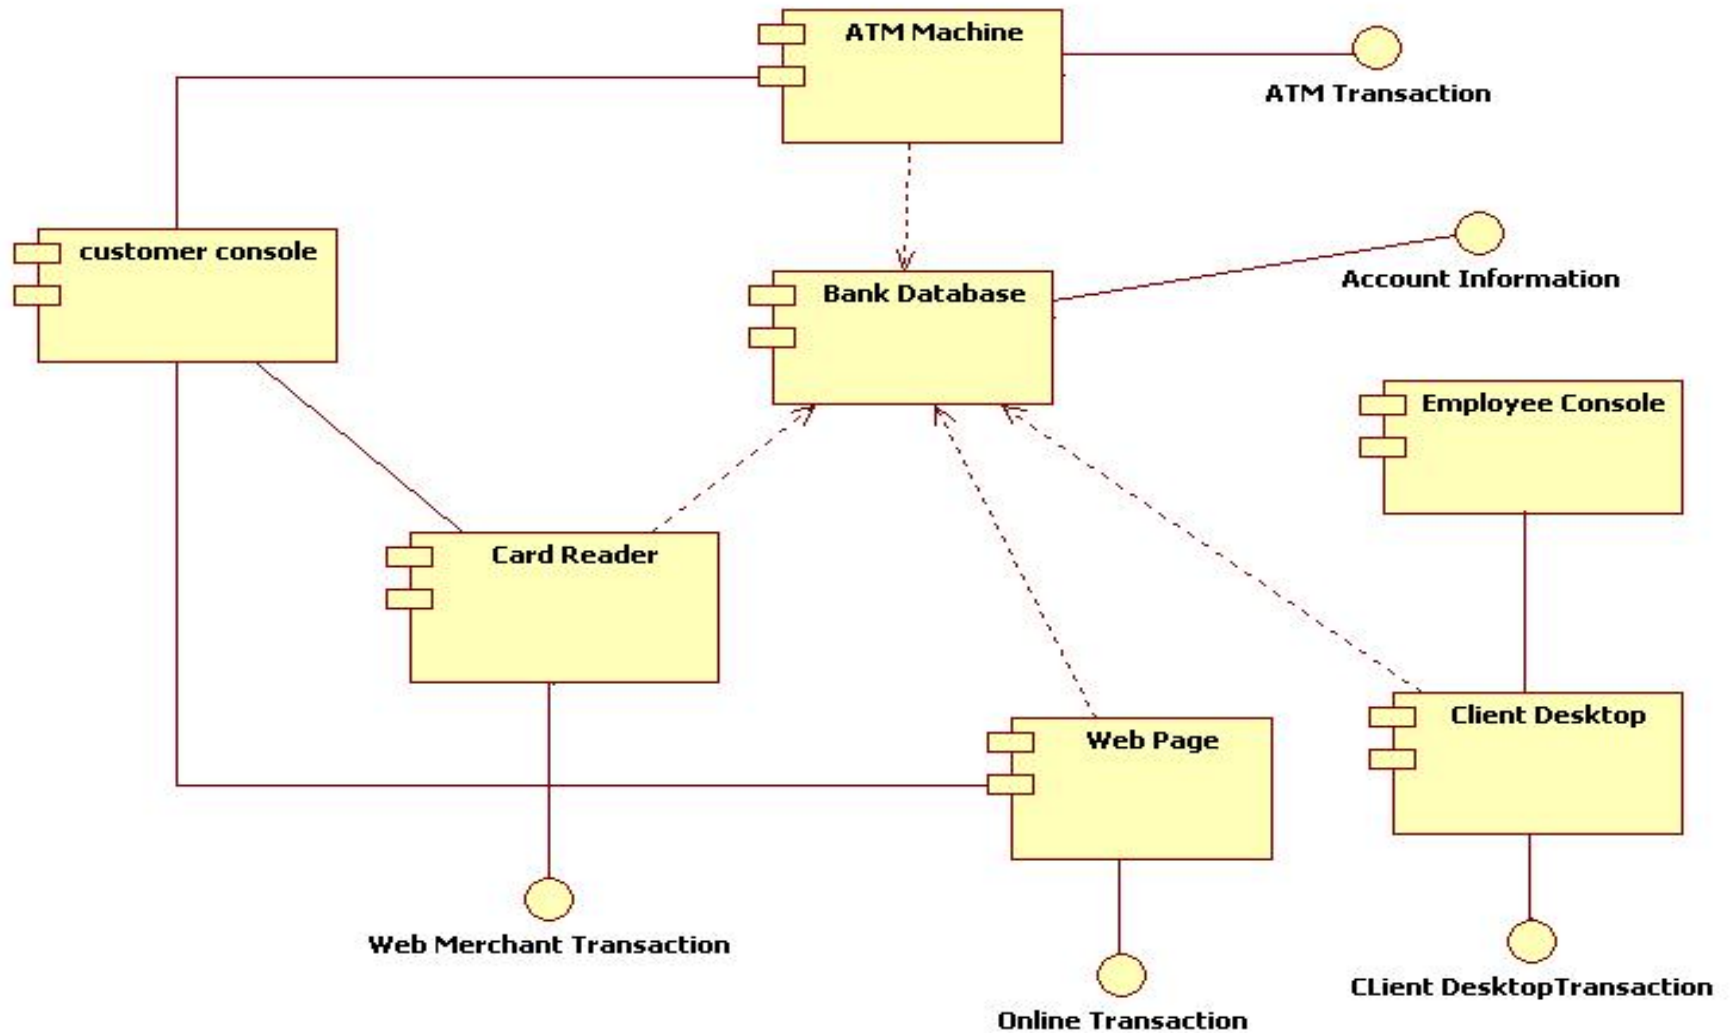 ATM Machine
ATM Transaction
customer console
Bank Database
Account Information
Employee Console
Card Reader
Client Desktop
Web Page
Web Merchant Transaction
CLient DesktopTransaction
Online Transaction